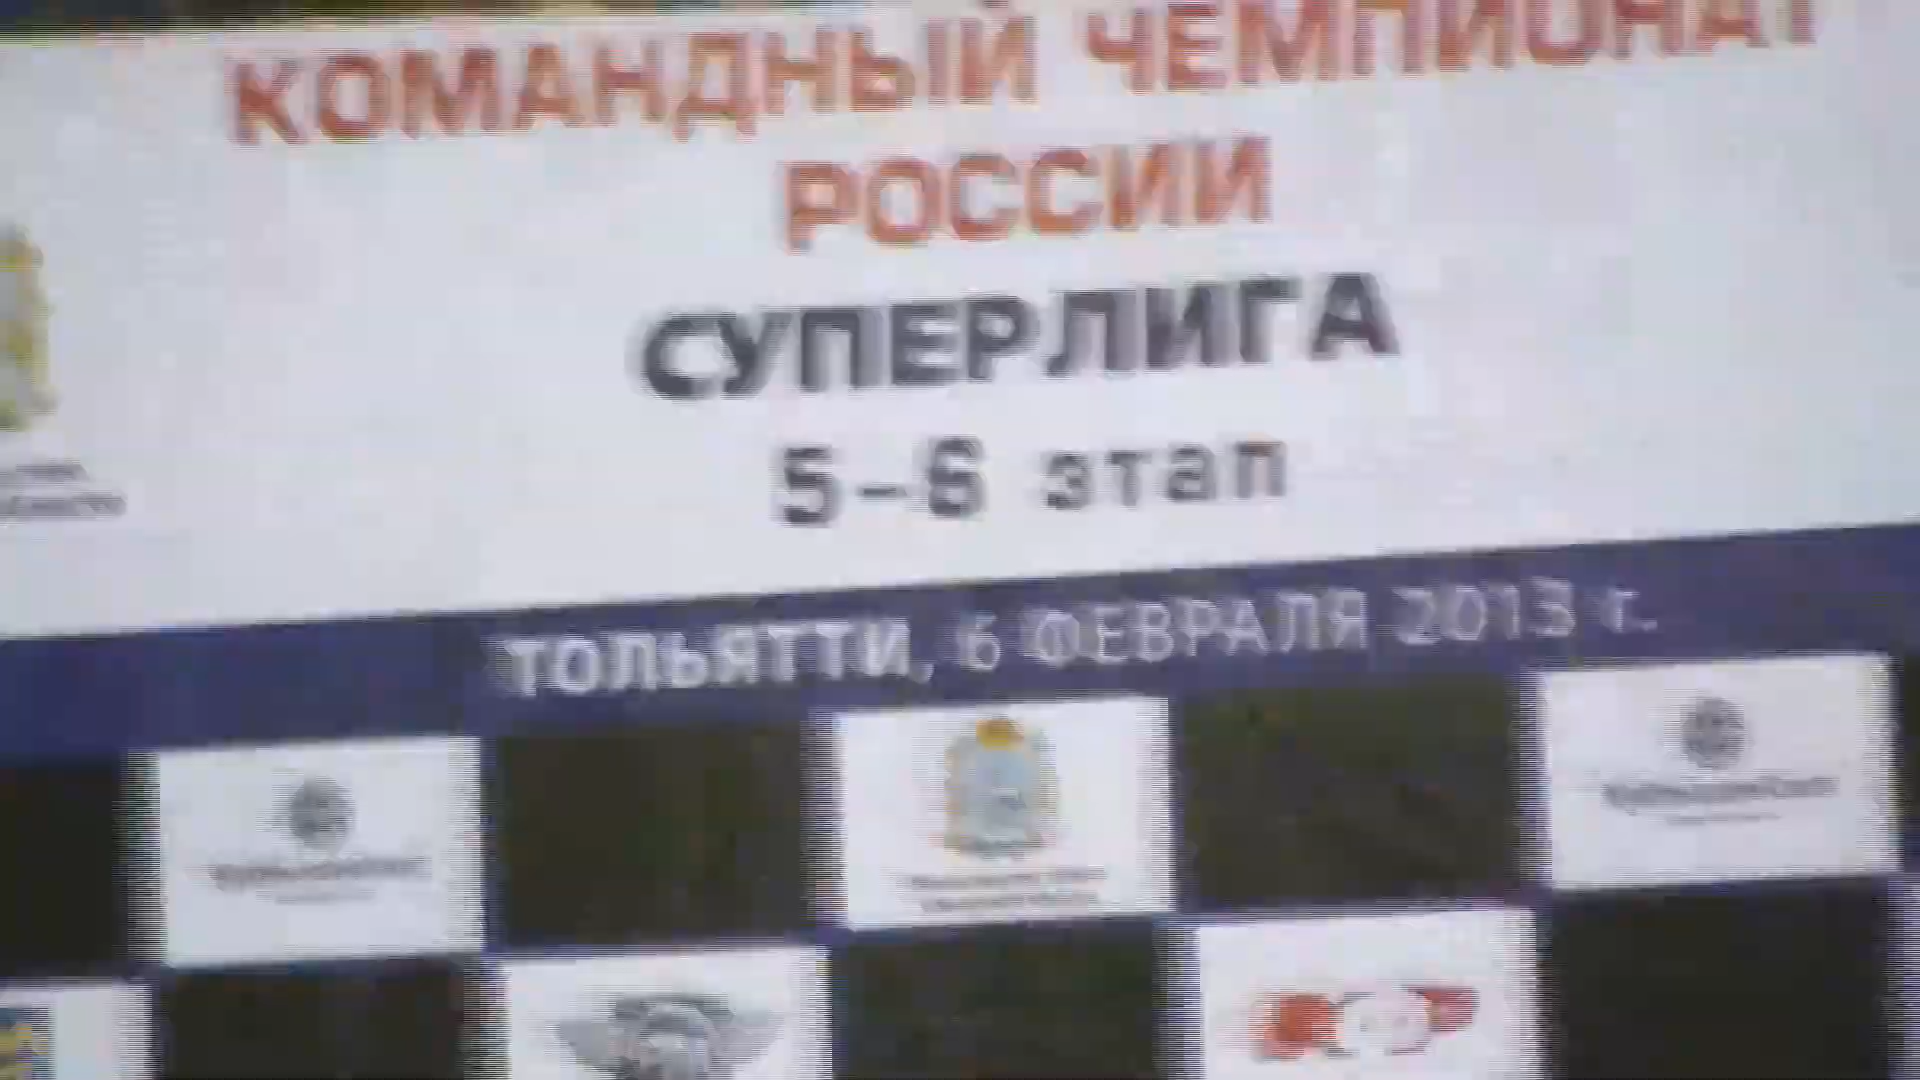 КОМАНДНЫЙ ЧЕМПИОНАТ
РОССИИ
СУПЕРЛИГА
5-6 этап
ТОЛЬЯТТИ, 6 ФЕВРАЛЯ 2013 г.